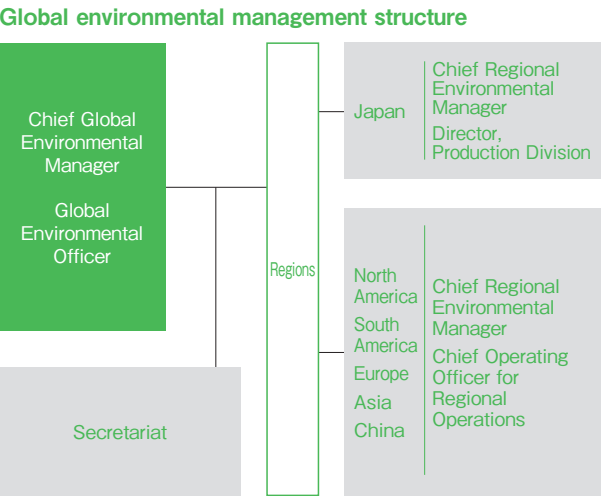 Global environmental management structure
Chief Global
Environmental
Manager
Global
Environmental
Officer
Secretariat
Regions
Japan
Chief Regional
Environmental
Manager
Director,
Production Division
North
America
South
America
Europe
Asia
China
Chief Regional
Environmental
Manager
Chief Operating
Officer for
Regional
Operations